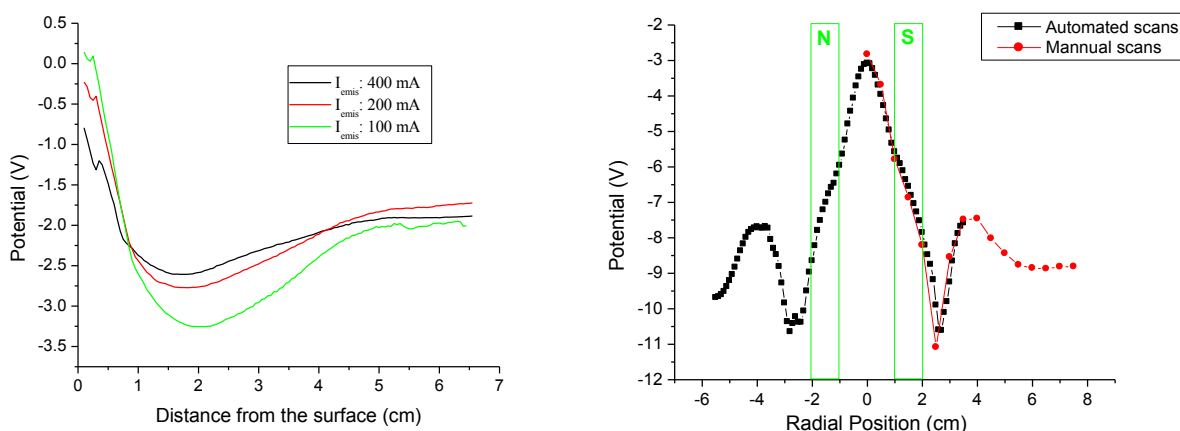 0.5
0.0
-0.5
-1.0
-1.5
-2.0
-2.5
-3.0
-3.5
Potential (V)
I_emis: 400 mA
I_emis: 200 mA
I_emis: 100 mA
0 1 2 3 4 5 6 7
Distance from the surface (cm)
-2
-3
-4
-5
-6
-7
-8
-9
-10
-11
-12
Potential (V)
N
S
Automated scans
Mannual scans
-6 -4 -2 0 2 4 6 8
Radial Position (cm)